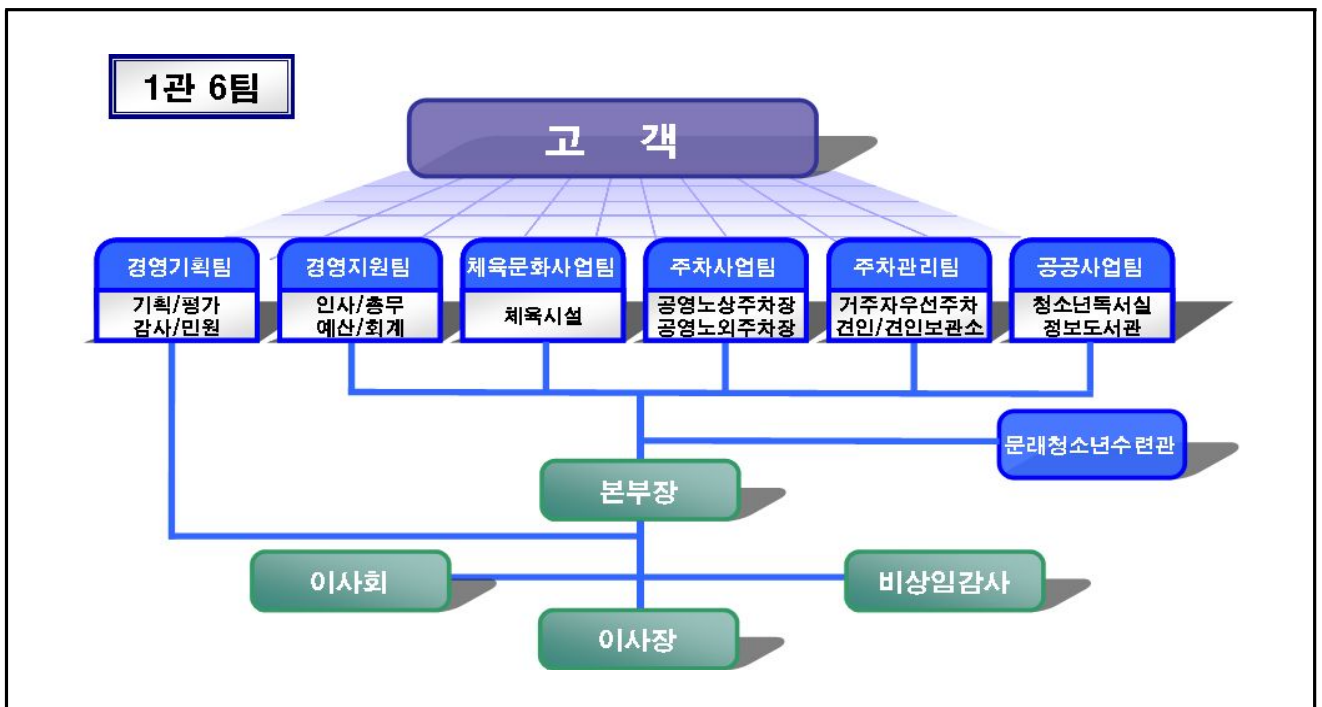 1관 6팀
고 객
경영기획팀
기획/평가
감사/민원
경영지원팀
인사/총무
예산/회계
체육문화사업팀
체육시설
주차사업팀
공영노상주차장
공영노외주차장
주차관리팀
거주자우선주차
견인/견인보관소
공공사업팀
청소년독서실
정보도서관
문래청소년수련관
본부장
이사회
비상임감사
이사장